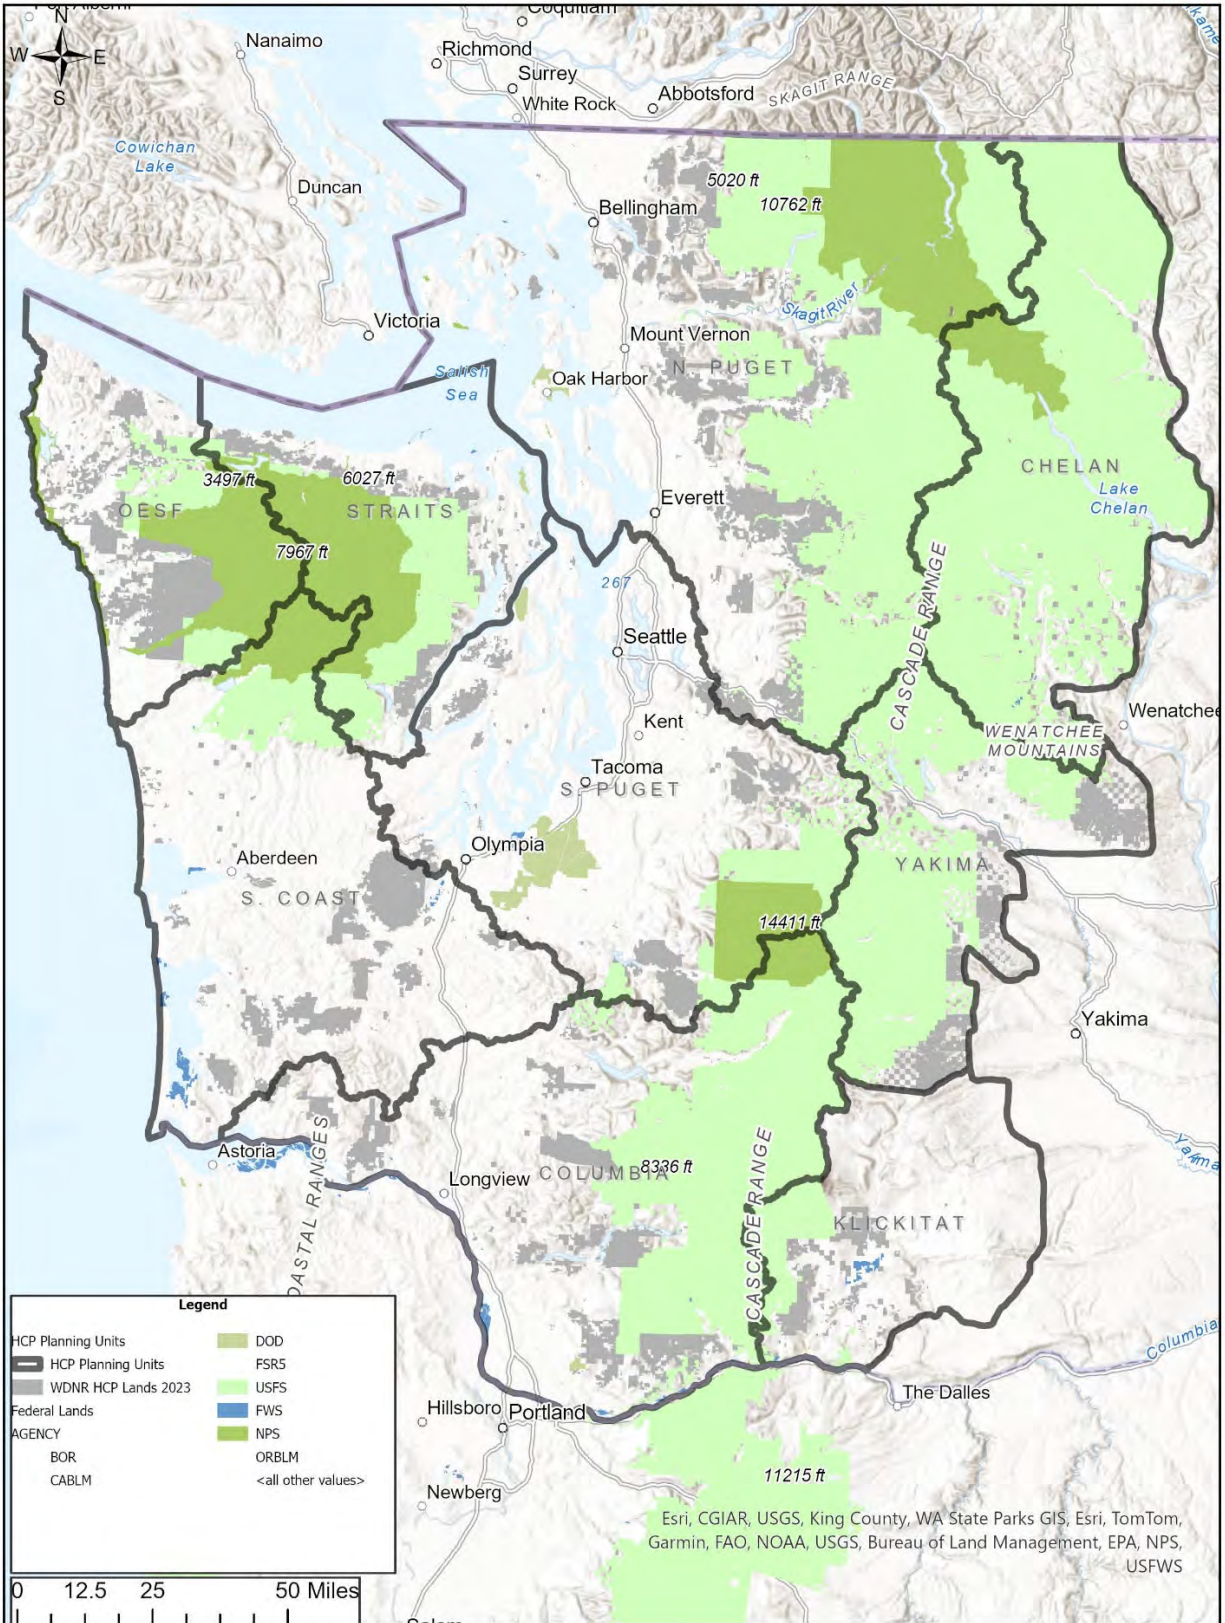 Port Alberni
Coquitlam
N
W
E
S
Nanaimo
Richmond
Surrey
White Rock
Abbotsford
SKAGIT RANGE
Cowichan
Lake
Duncan
5020 ft
10762 ft
Bellingham
Victoria
Skagit River
Mount Vernon
N. PUGET
Salish
Sea
Oak Harbor
CHELAN
Lake
Chelan
3497 ft
6027 ft
OESF
STRAITS
Everett
7967 ft
267
CASCADE RANGE
Seattle
Kent
Wenatchee
WENATCHEE
MOUNTAINS
Tacoma
S. PUGET
Olympia
Aberdeen
S. COAST
YAKIMA
14411 ft
Yakima
Astoria
Longview
COLUMBIA
8336 ft
CASCADE RANGE
KLICKITAT
Yakima
OASTAL RANGES
Columbia
The Dalles
Hillsboro
Portland
Newberg
11215 ft
Legend
HCP Planning Units
HCP Planning Units
WDNR HCP Lands 2023
Federal Lands
AGENCY
BOR
CABLM
DOD
FSR5
USFS
FWS
NPS
ORBLM
<all other values>
Esri, CGIAR, USGS, King County, WA State Parks GIS, Esri, TomTom,
Garmin, FAO, NOAA, USGS, Bureau of Land Management, EPA, NPS,
USFWS
0 12.5 25 50 Miles
Salem